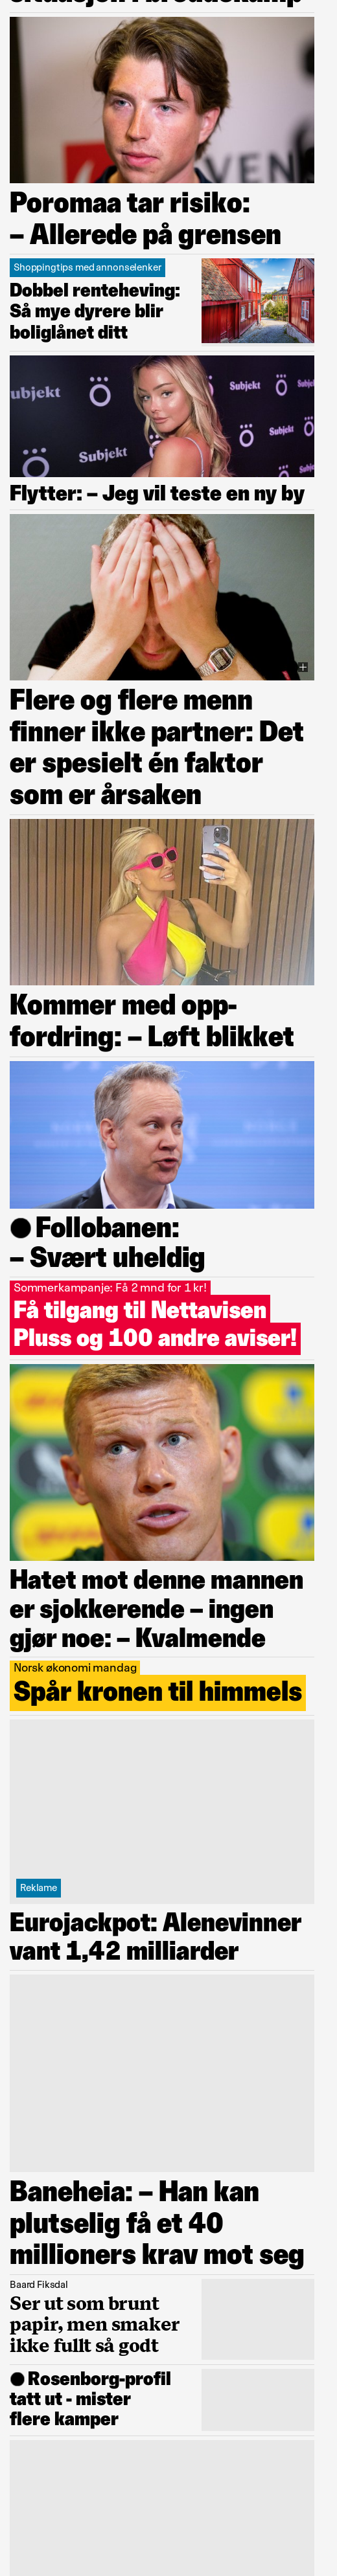 Poromaa tar risiko:
– Allerede på grensen
Shoppingtips med annonselenker
Dobbel renteheving:
Så mye dyrere blir
boliglånet ditt
Subjekt
Subjekt
Subjekt
Subjekt
Flytter: – Jeg vil teste en ny by
Flere og flere menn
finner ikke partner: Det
er spesielt én faktor
som er årsaken
Kommer med opp-
fordring: – Løft blikket
Follobanen:
– Svært uheldig
Sommerkampanje: Få 2 mnd for 1 kr!
Få tilgang til Nettavisen
Pluss og 100 andre aviser!
Hatet mot denne mannen
er sjokkerende – ingen
gjør noe: – Kvalmende
Norsk økonomi mandag
Spår kronen til himmels
Reklame
Eurojackpot: Alenevinner
vant 1,42 milliarder
Baneheia: – Han kan
plutselig få et 40
millioners krav mot seg
Baard Fiksdal
Ser ut som brunt
papir, men smaker
ikke fullt så godt
Rosenborg-profil
tatt ut - mister
flere kamper